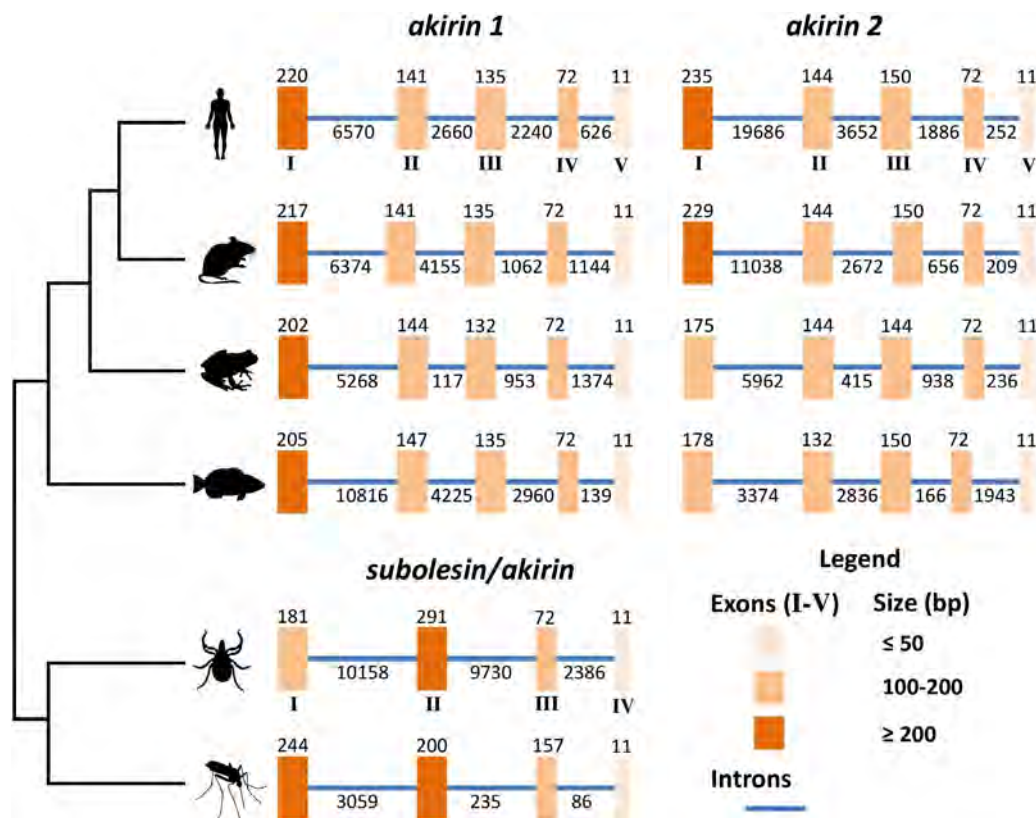 akirin 1 akirin 2
220 141 135 72 11 235 144 150 72 11
6570 2660 2240 626 19686 3652 1886 252
I II III IV V I II III IV V
217 141 135 72 11 229 144 150 72 11
6374 4155 1062 1144 11038 2672 656 209
202 144 132 72 11 175 144 144 72 11
5268 117 953 1374 5962 415 938 236
205 147 135 72 11 178 132 150 72 11
10816 4225 2960 139 3374 2836 166 1943
subolesin/akirin
Legend
Exons (I-V) Size (bp)
181 291 72 11
≤ 50
10158 9730 2386
100-200
I II III IV
≥ 200
244 200 157 11
Introns
3059 235 86